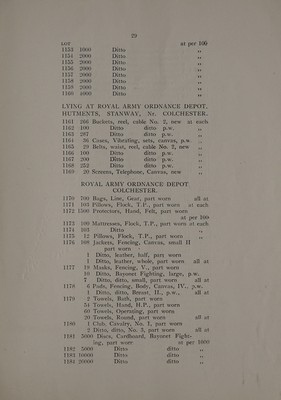 29
LOT at per 100
1153 1000 Ditto ,,
1154 2000 Ditto ,,
1155 2000 Ditto ,,
1156 2000 Ditto ,,
1157 2000 Ditto ,,
1158 2000 Ditto ,,
1159 2000 Ditto ,,
1160 4000 Ditto ,,
LYING AT ROYAL ARMY ORDNANCE DEPOT,
HUTMENTS, STANWAY, Nr. COLCHESTER.
1161 266 Buckets, reel, cable No. 2, new at each
1162 100 Ditto ditto p.w. ,,
1163 297 Ditto ditto p.w. ,,
1164 36 Cases, Vibrating, sets, canvas, p.w. ,,
1165 29 Belts, waist, reel, cable No. 2, new ,,
1166 100 Ditto ditto p.w. ,,
1167 200 Ditto ditto p.w. ,,
1168 252 Ditto ditto p.w. ,,
1169 20 Screens, Telephone, Canvas, new
ROYAL ARMY ORDNANCE DEPOT
COLCHESTER.
1170 700 Bags, Line, Gear, part worn all at
1171 103 Pillows, Flock, T.P., part worn at each
1172 1500 Protectors, Hand, Felt, part worn
at per 100
1173 100 Mattresses, Flock, T.P., part worn at each
1174 103 Ditto ,,
1175 12 Pillows, Flock, T.P., part worn ,,
1176 108 Jackets, Fencing, Canvas, small II
part worn
1 Ditto, leather, half, part worn
1 Ditto, leather, whole, part worn all at
1177 18 Masks, Fencing, V., part worn
16 Ditto, Bayonet Fighting, large, p.w.
7 Ditto, ditto, small, part worn all at
1178 6 Pads, Fencing, Body, Canvas, IV., p.w.
1 Ditto, ditto, Breast, II., p.w., all at
1179 2 Towels, Bath, part worn
34 Towels, Hand, H.P., part worn
60 Towels, Operating, part worn
20 Towels, Round, part worn all at
1180 1 Club, Cavalry, No. 7, part worn
2 Ditto, ditto, No. 5, part worn all at
1181 5000 Discs, Cardboard, Bayonet Fight-
ing, part worn at per 1000
1182 5000 Ditto ditto ,,
1183 10000 Ditto ditto ,,
1184 20000 Ditto ditto ,,